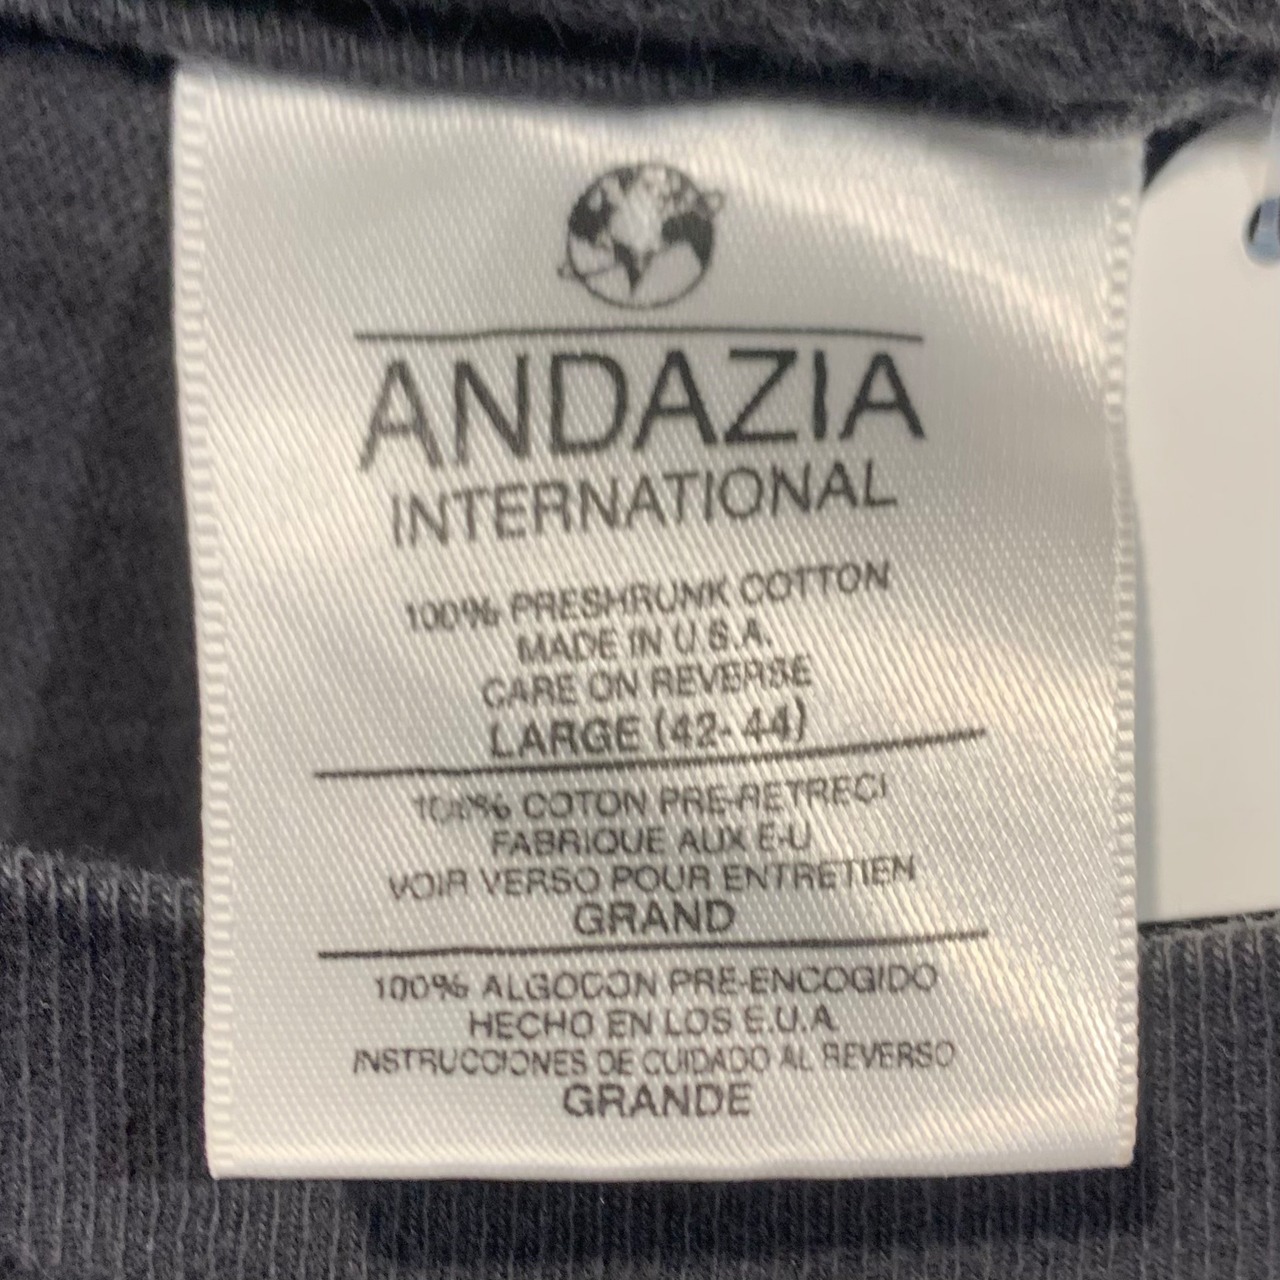 ANDAZIA
INTERNATIONAL
100% PRESHRUNK COTTON
MADE IN U.S.A.
CARE ON REVERSE
LARGE (42-44)
100% COTON PRE-RETRECI
FABRIQUE AUX E-U
VOIR VERSO POUR ENTRETIEN
GRAND
100% ALGODON PRE-ENCOGIDO
HECHO EN LOS E.U.A.
INSTRUCCIONES DE CUIDADO AL REVERSO
GRANDE